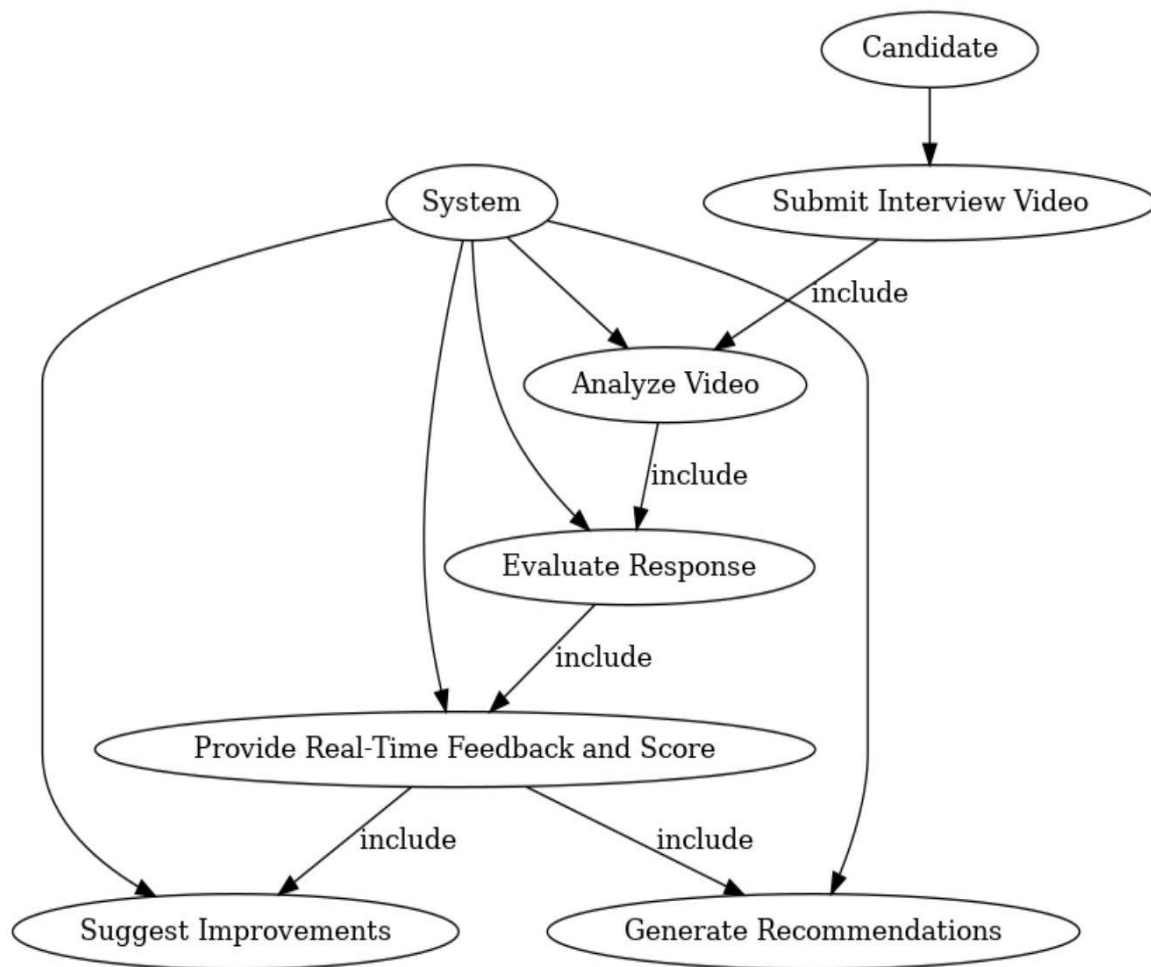 Candidate
System
Submit Interview Video
include
Analyze Video
include
Evaluate Response
include
Provide Real-Time Feedback and Score
include
include
Suggest Improvements
Generate Recommendations